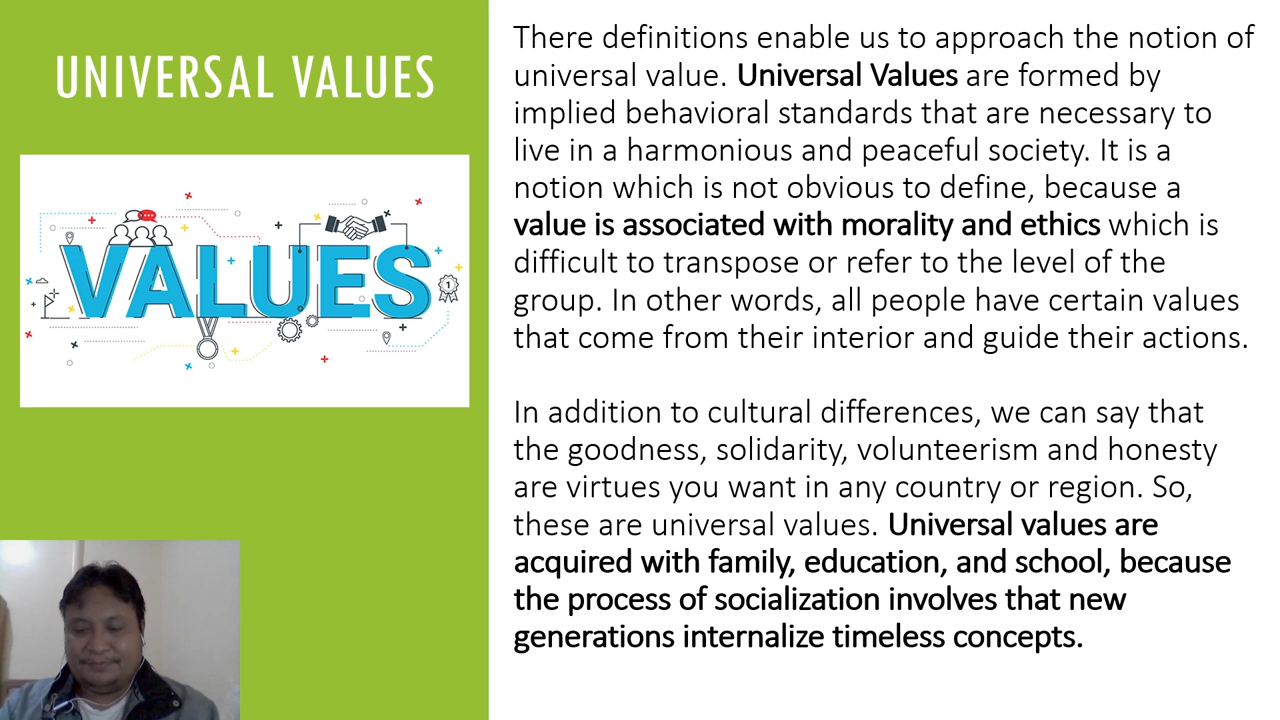 UNIVERSAL VALUES
VALUES
1
There definitions enable us to approach the notion of
universal value. Universal Values are formed by
implied behavioral standards that are necessary to
live in a harmonious and peaceful society. It is a
notion which is not obvious to define, because a
value is associated with morality and ethics which is
difficult to transpose or refer to the level of the
group. In other words, all people have certain values
that come from their interior and guide their actions.
In addition to cultural differences, we can say that
the goodness, solidarity, volunteerism and honesty
are virtues you want in any country or region. So,
these are universal values. Universal values are
acquired with family, education, and school, because
the process of socialization involves that new
generations internalize timeless concepts.